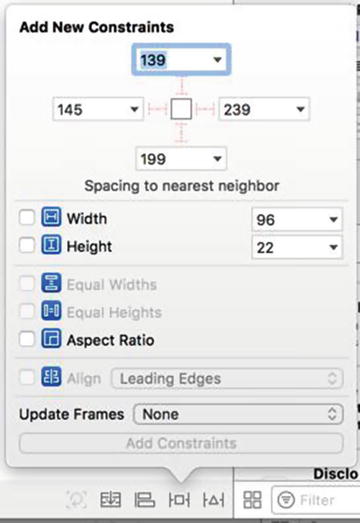 Add New Constraints
139
145 239
199
Spacing to nearest neighbor
Width 96
Height 22
Equal Widths
Equal Heights
Aspect Ratio
Align Leading Edges
Update Frames None
Add Constraints
Disclo
Filter